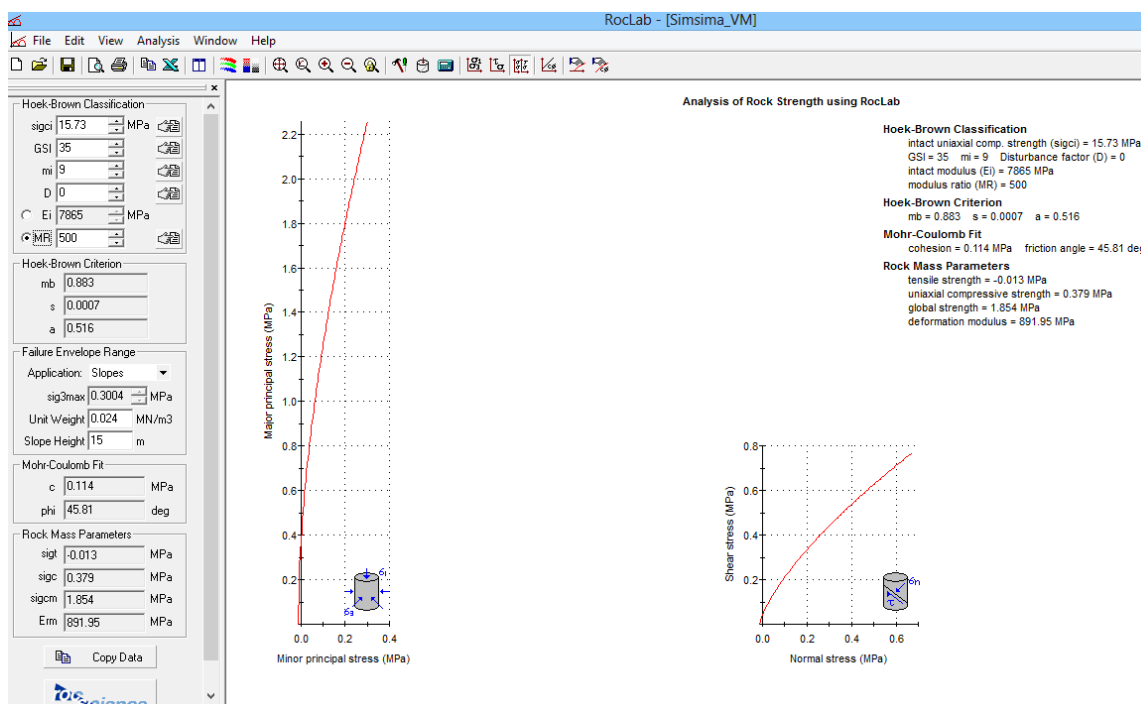 RocLab - [Simsima_VM]
File Edit View Analysis Window Help
Hoek-Brown Classification
sigci 15.73 MPa
GSI 35
mi 9
D 0
Ei 7865 MPa
MR 500
Hoek-Brown Criterion
mb 0.883
s 0.0007
a 0.516
Failure Envelope Range
Application: Slopes
sig3max 0.3004 MPa
Unit Weight 0.024 MN/m3
Slope Height 15 m
Mohr-Coulomb Fit
c 0.114 MPa
phi 45.81 deg
Rock Mass Parameters
sigt -0.013 MPa
sigc 0.379 MPa
sigcm 1.854 MPa
Erm 891.95 MPa
Copy Data
Analysis of Rock Strength using RocLab
Hoek-Brown Classification
intact uniaxial comp. strength (sigci) = 15.73 MPa
GSI = 35 mi = 9 Disturbance factor (D) = 0
intact modulus (Ei) = 7865 MPa
modulus ratio (MR) = 500
Hoek-Brown Criterion
mb = 0.883 s = 0.0007 a = 0.516
Mohr-Coulomb Fit
cohesion = 0.114 MPa friction angle = 45.81 deg
Rock Mass Parameters
tensile strength = -0.013 MPa
uniaxial compressive strength = 0.379 MPa
global strength = 1.854 MPa
deformation modulus = 891.95 MPa
Major principal stress (MPa)
2.2
2.0
1.8
1.6
1.4
1.2
1.0
0.8
0.6
0.4
0.2
0.0 0.2 0.4
Minor principal stress (MPa)
σ1
σ3
Shear stress (MPa)
0.8
0.6
0.4
0.2
0.0 0.2 0.4 0.6
Normal stress (MPa)
σn
τ